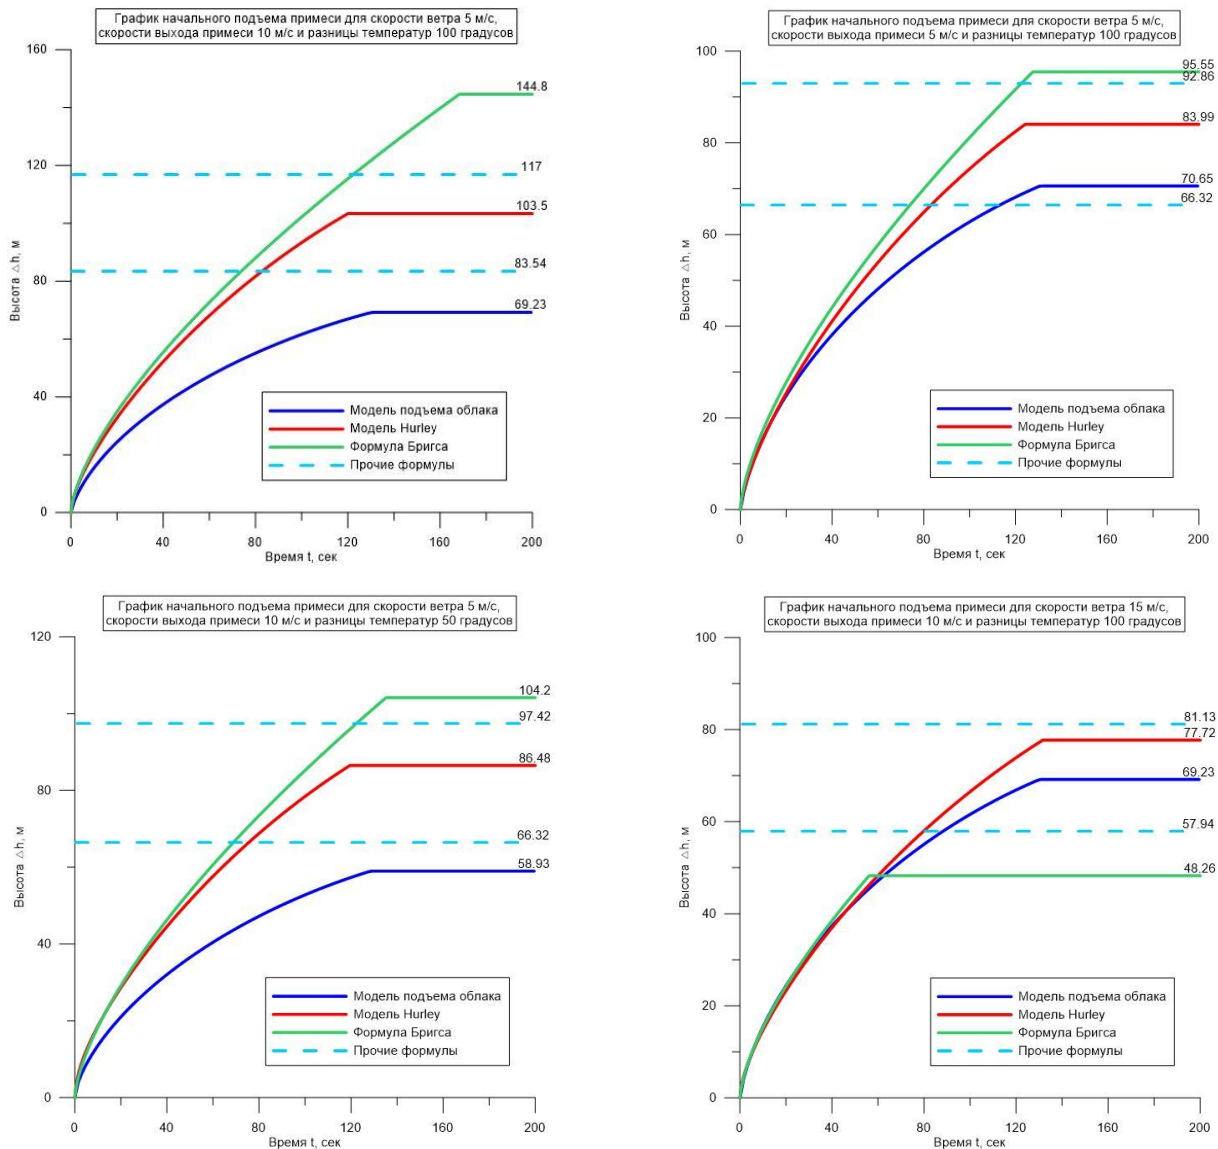 График начального подъема примеси для скорости ветра 5 м/с,
скорости выхода примеси 10 м/с и разницы температур 100 градусов
160
120
80
40
0
Высота △h, м
144.8
117
103.5
83.54
69.23
Модель подъема облака
Модель Hurley
Формула Бригса
Прочие формулы
0
40
80
120
160
200
Время t, сек
График начального подъема примеси для скорости ветра 5 м/с,
скорости выхода примеси 5 м/с и разницы температур 100 градусов
100
80
60
40
20
0
Высота △h, м
95.55
92.86
83.99
70.65
66.32
Модель подъема облака
Модель Hurley
Формула Бригса
Прочие формулы
0
40
80
120
160
200
Время t, сек
График начального подъема примеси для скорости ветра 5 м/с,
скорости выхода примеси 10 м/с и разницы температур 50 градусов
120
80
40
0
Высота △h, м
104.2
97.42
86.48
66.32
58.93
Модель подъема облака
Модель Hurley
Формула Бригса
Прочие формулы
0
40
80
120
160
200
Время t, сек
График начального подъема примеси для скорости ветра 15 м/с,
скорости выхода примеси 10 м/с и разницы температур 100 градусов
100
80
60
40
20
0
Высота △h, м
81.13
77.72
69.23
57.94
48.26
Модель подъема облака
Модель Hurley
Формула Бригса
Прочие формулы
0
40
80
120
160
200
Время t, сек